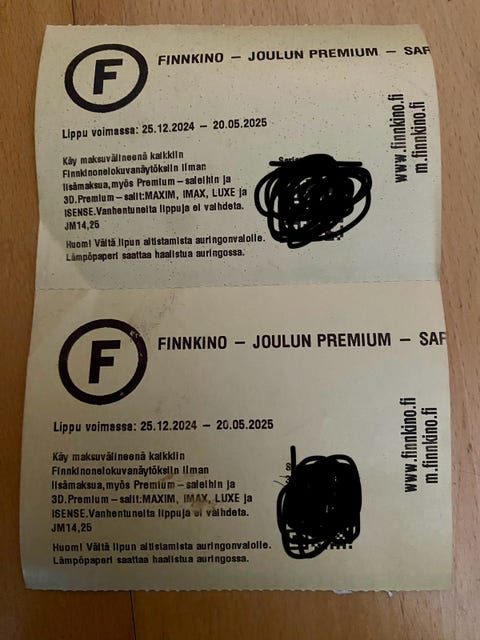 F
FINNKINO – JOULUN PREMIUM – SAR
Lippu voimassa: 25.12.2024 – 20.05.2025
Käy maksuvälineenä kaikkiin
Finnkinonelokuvanäytöksiin ilman
lisämaksua,myös Premium–saleihin ja
3D.Premium–salit:MAXIM, IMAX, LUXE ja
ISENSE.Vanhentuneita lippuja ei vaihdeta.
JM14,25
Huom! Vältä lipun altistamista auringonvalolle.
Lämpöpaperi saattaa haalistua auringossa.
www.finnkino.fi
m.finnkino.fi
F
FINNKINO – JOULUN PREMIUM – SAR
Lippu voimassa: 25.12.2024 – 20.05.2025
Käy maksuvälineenä kaikkiin
Finnkinonelokuvanäytöksiin ilman
lisämaksua,myös Premium–saleihin ja
3D.Premium–salit:MAXIM, IMAX, LUXE ja
ISENSE.Vanhentuneita lippuja ei vaihdeta.
JM14,25
Huom! Vältä lipun altistamista auringonvalolle.
Lämpöpaperi saattaa haalistua auringossa.
www.finnkino.fi
m.finnkino.fi